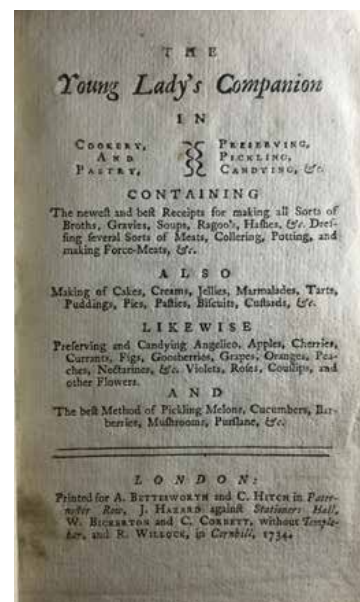 THE
Young Lady's Companion
IN
COOKERY, PRESERVING,
AND PICKLING,
PASTRY, CANDYING, &c.
CONTAINING
The neweſt and beſt Receipts for making all Sorts of
Broths, Gravies, Soups, Ragoo's, Haſhes, &c. Dreſ-
ſing ſeveral Sorts of Meats, Collering, Potting, and
making Force-Meats, &c.
ALSO
Making of Cakes, Creams, Jellies, Marmalades, Tarts,
Puddings, Pies, Paſties, Biſcuits, Cuſtards, &c.
LIKEWISE
Preſerving and Candying Angelico, Apples, Cherries,
Currants, Figs, Gooſberries, Grapes, Oranges, Pea-
ches, Nectarines, &c. Violets, Roſes, Couſlips, and
other Flowers.
AND
The beſt Method of Pickling Melons, Cucumbers, Bar-
berries, Muſhrooms, Purſlane, &c.
LONDON:
Printed for A. BETTESWORTH and C. HITCH in Pater-
noſter Row, J. HAZARD againſt Stationers Hall,
W. BICKERTON and C. CORBETT, without Temple-
bar, and R. WILLOCK, in Cornhill, 1734.